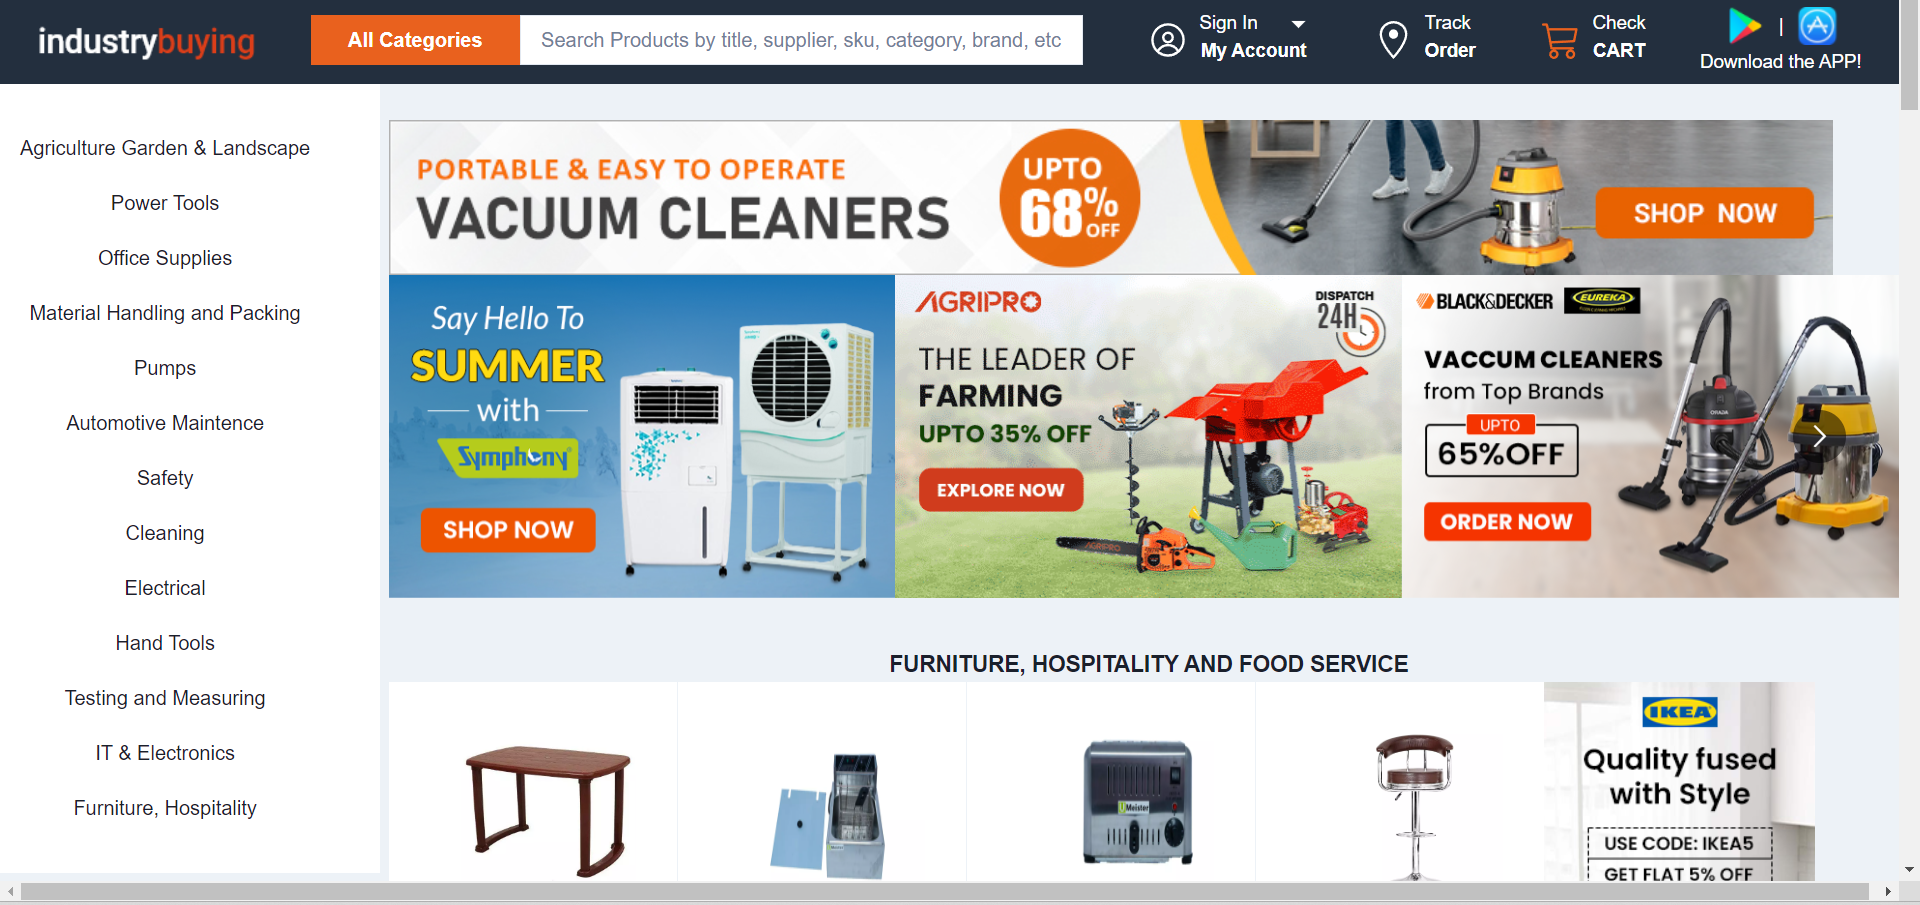 industrybuying
All Categories
Search Products by title, supplier, sku, category, brand, etc
Sign In
My Account
Track
Order
Check
CART
|
Download the APP!
Agriculture Garden & Landscape
Power Tools
Office Supplies
Material Handling and Packing
Pumps
Automotive Maintence
Safety
Cleaning
Electrical
Hand Tools
Testing and Measuring
IT & Electronics
Furniture, Hospitality
PORTABLE & EASY TO OPERATE
VACUUM CLEANERS
UPTO
68%
OFF
SHOP NOW
Say Hello To
SUMMER
with
Symphony
SHOP NOW
AGRIPRO
DISPATCH
24H
THE LEADER OF
FARMING
UPTO 35% OFF
EXPLORE NOW
AGRIPRO
BLACK&DECKER
EUREKA
VACCUM CLEANERS
from Top Brands
UPTO
65%OFF
ORDER NOW
FURNITURE, HOSPITALITY AND FOOD SERVICE
Meister
IKEA
Quality fused
with Style
USE CODE: IKEA5
GET FLAT 5% OFF